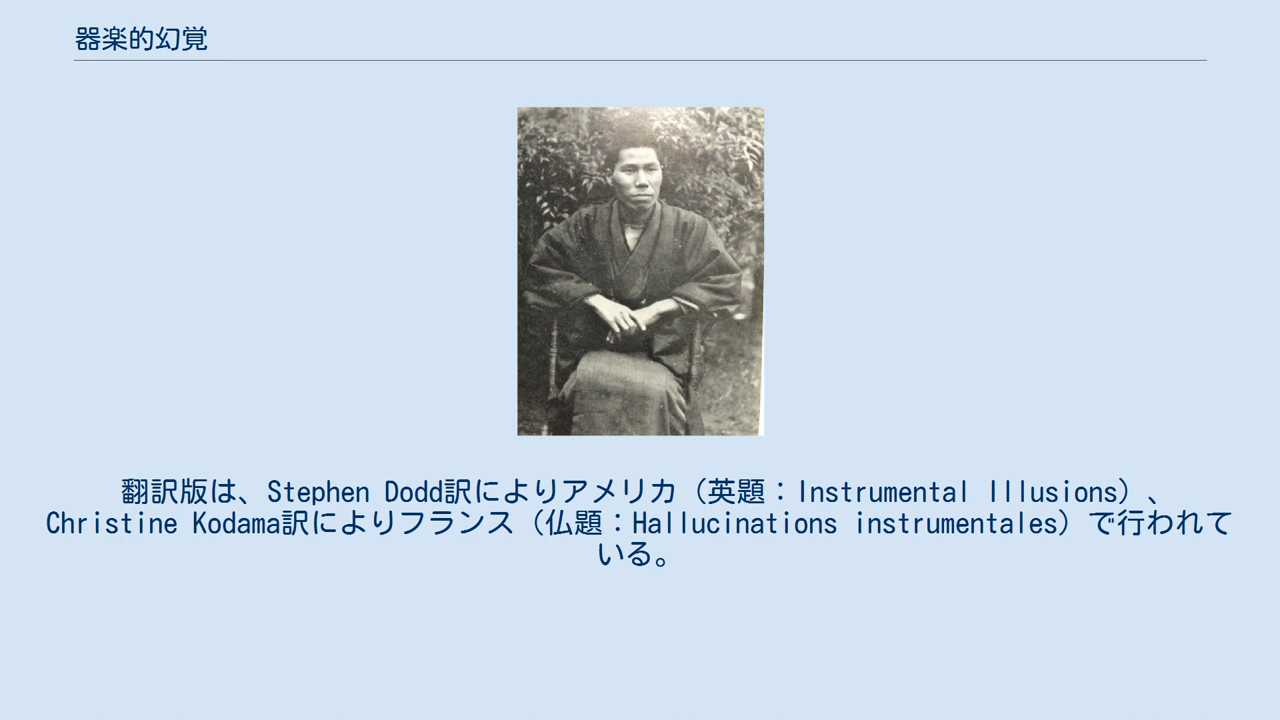 器楽的幻覚
翻訳版は、Stephen Dodd訳によりアメリカ（英題：Instrumental Illusions）、
Christine Kodama訳によりフランス（仏題：Hallucinations instrumentales）で行われて
いる。